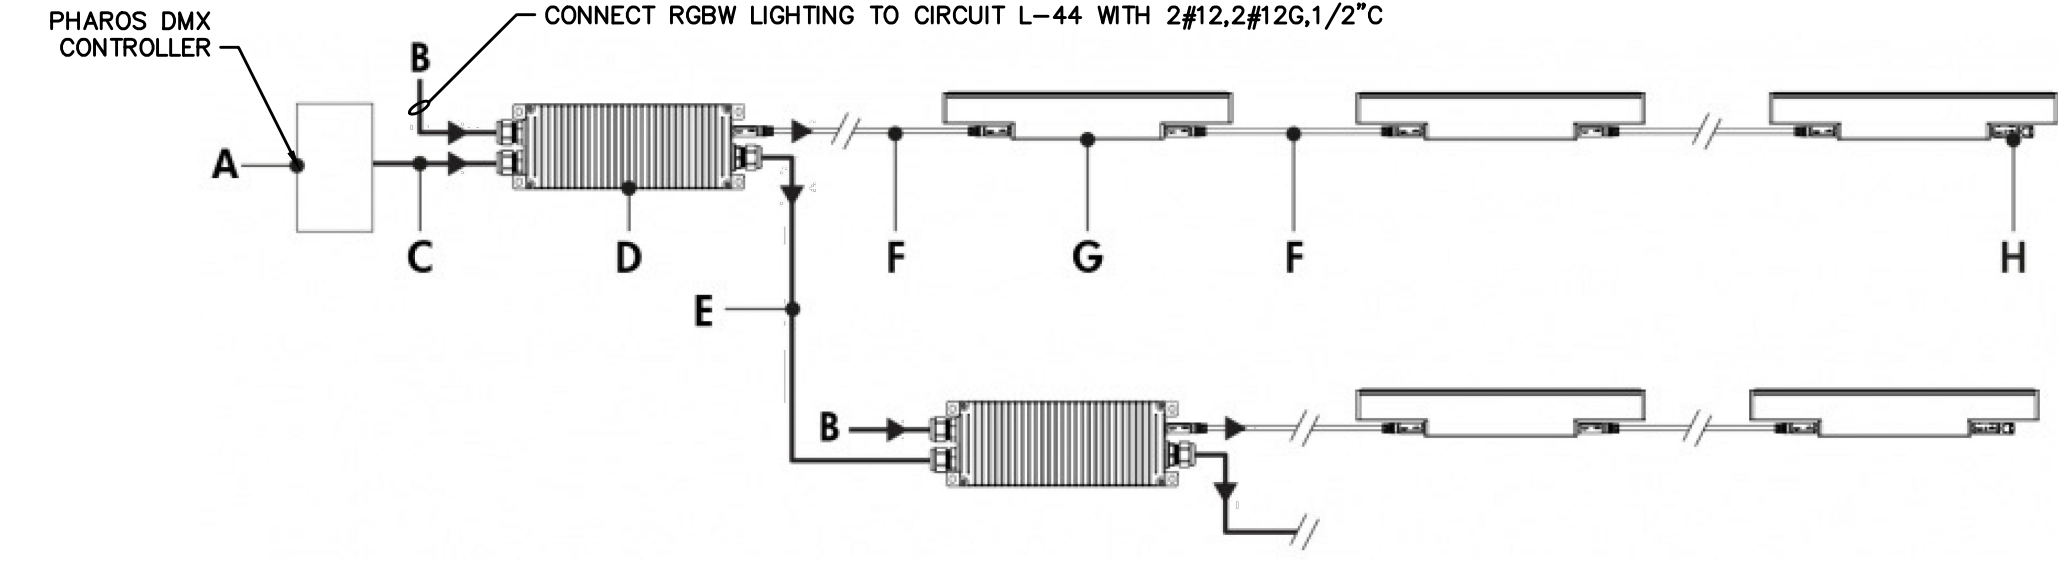 PHAROS DMX
CONTROLLER
CONNECT RGBW LIGHTING TO CIRCUIT L-44 WITH 2#12,2#12G,1/2"C
B
A
C
D
F
G
F
H
E
B